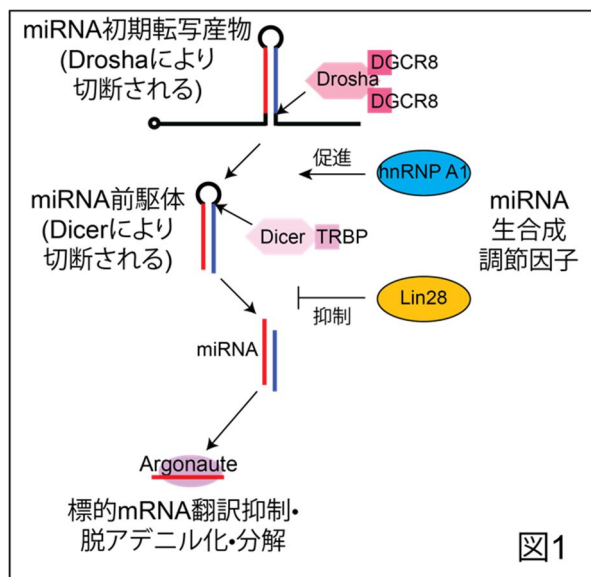 miRNA初期転写産物
(Droshaにより
切断される)
Drosha
DGCR8
DGCR8
促進
hnRNP A1
miRNA前駆体
(Dicerにより
切断される)
Dicer
TRBP
miRNA
生合成
調節因子
Lin28
抑制
miRNA
Argonaute
標的mRNA翻訳抑制・
脱アデニル化・分解
図1